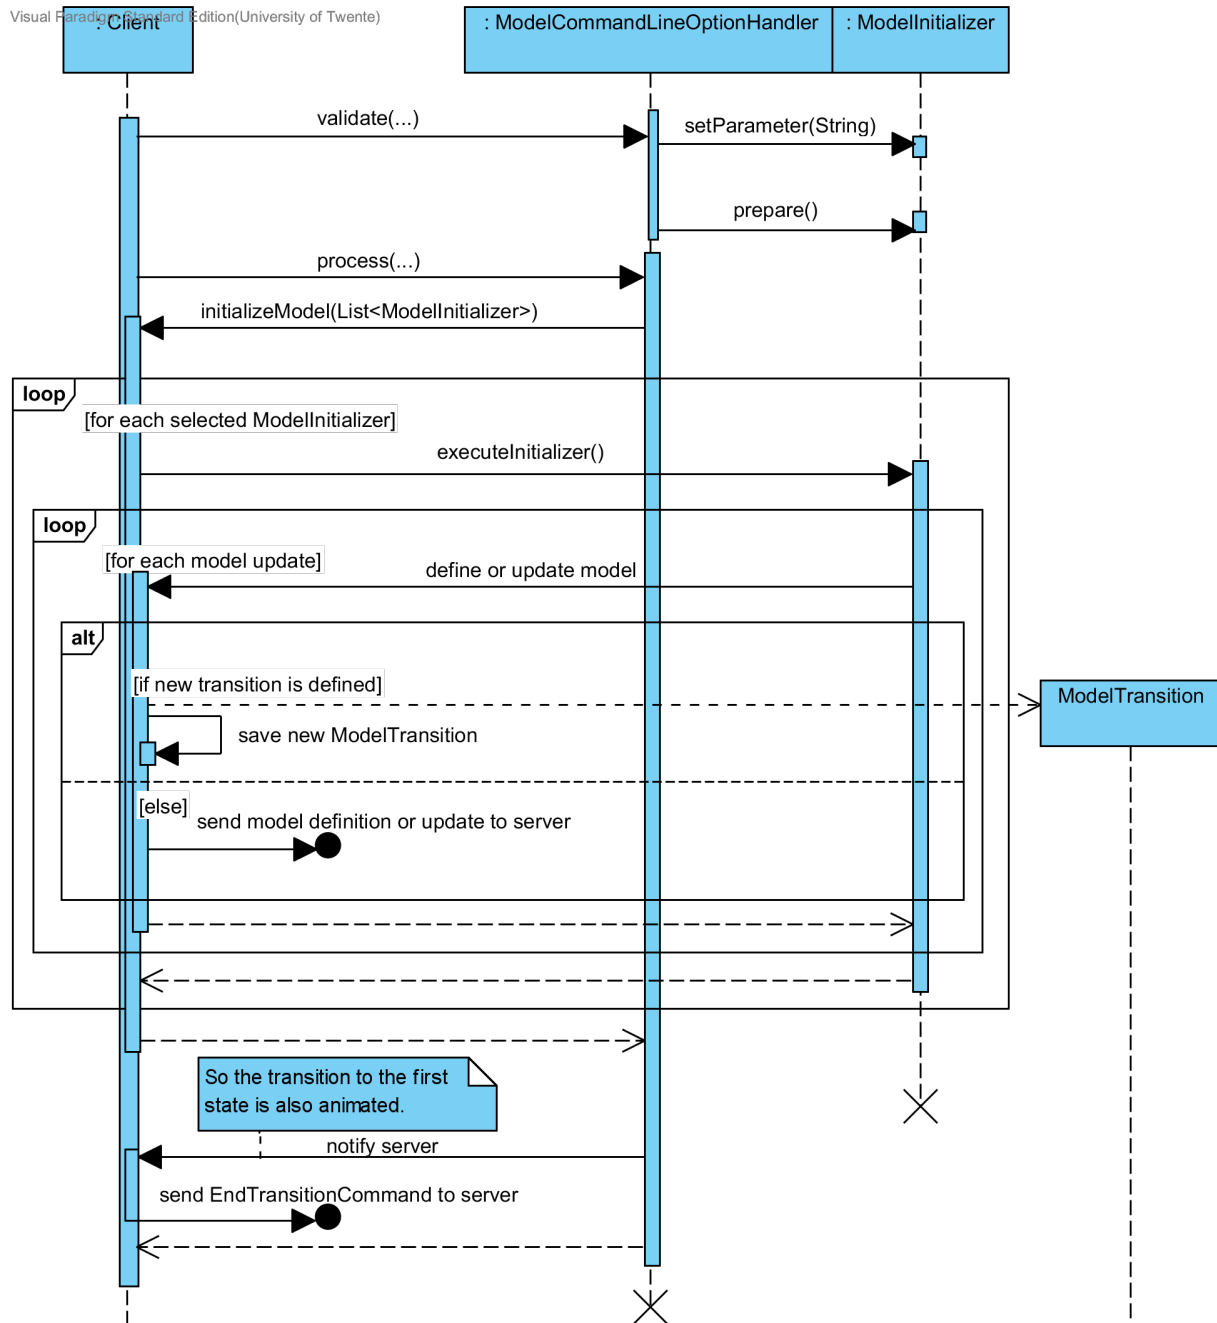 Visual Paradigm Standard Edition(University of Twente)
: Client
: ModelCommandLineOptionHandler
: ModelInitializer
validate(...)
setParameter(String)
prepare()
process(...)
initializeModel(List<ModelInitializer>)
loop
[for each selected ModelInitializer]
executeInitializer()
loop
[for each model update]
define or update model
alt
[if new transition is defined]
ModelTransition
save new ModelTransition
[else]
send model definition or update to server
So the transition to the first
state is also animated.
notify server
send EndTransitionCommand to server